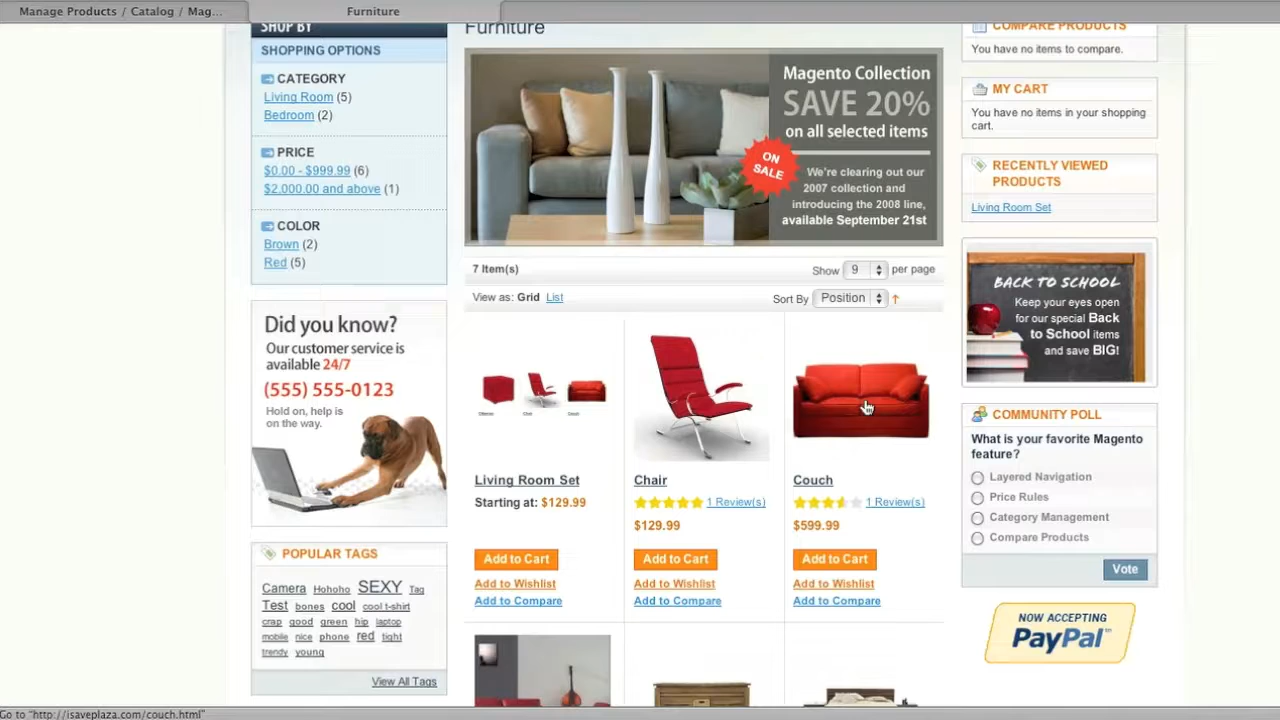 Manage Products / Catalog / Mag...
Furniture
SHOP BY
SHOPPING OPTIONS
CATEGORY
Living Room (5)
Bedroom (2)
PRICE
$0.00 - $999.99 (6)
$2,000.00 and above (1)
COLOR
Brown (2)
Red (5)
Did you know?
Our customer service is
available 24/7
(555) 555-0123
Hold on, help is
on the way.
POPULAR TAGS
Camera Hohoho SEXY Tag
Test bones cool cool t-shirt
crap good green hip laptop
mobile nice phone red tight
trendy young
View All Tags
Furniture
Magento Collection
SAVE 20%
on all selected items
ON
SALE
We're clearing out our
2007 collection and
introducing the 2008 line,
available September 21st
7 Item(s)
Show 9 per page
View as: Grid List
Sort By Position
Living Room Set
Starting at: $129.99
Add to Cart
Add to Wishlist
Add to Compare
Chair
1 Review(s)
$129.99
Add to Cart
Add to Wishlist
Add to Compare
Couch
1 Review(s)
$599.99
Add to Cart
Add to Wishlist
Add to Compare
COMPARE PRODUCTS
You have no items to compare.
MY CART
You have no items in your shopping
cart.
RECENTLY VIEWED
PRODUCTS
Living Room Set
BACK TO SCHOOL
Keep your eyes open
for our special Back
to School items
and save BIG!
COMMUNITY POLL
What is your favorite Magento
feature?
Layered Navigation
Price Rules
Category Management
Compare Products
Vote
NOW ACCEPTING
PayPal
Go to "http://isaveplaza.com/couch.html"